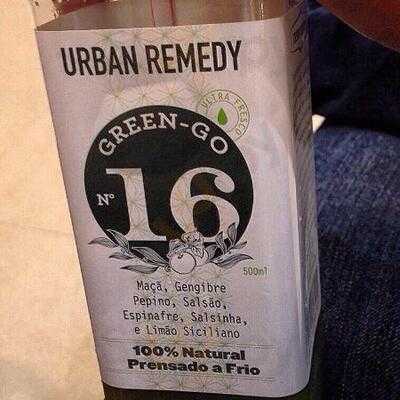 URBAN REMEDY
ULTRA FRESCO
GREEN-GO
Nº 16
500ml
Maçã, Gengibre
Pepino, Salsão,
Espinafre, Salsinha,
e Limão Siciliano
100% Natural
Prensado a Frio